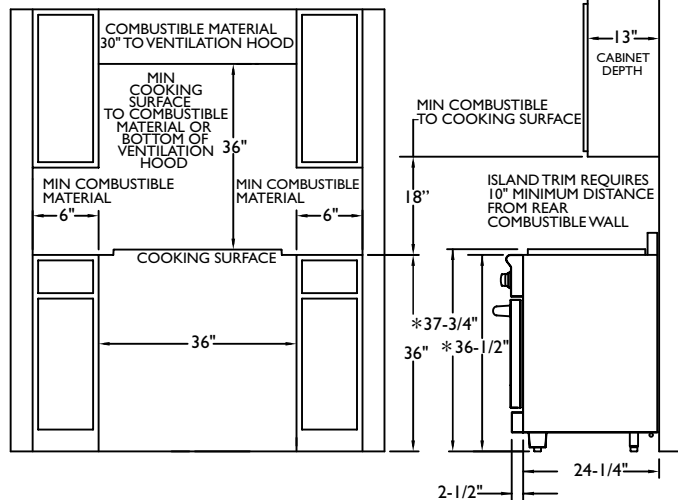 COMBUSTIBLE MATERIAL
30" TO VENTILATION HOOD
MIN
COOKING
SURFACE
TO COMBUSTIBLE
MATERIAL OR
BOTTOM OF
VENTILATION
HOOD
36"
MIN COMBUSTIBLE
MATERIAL
6"
MIN COMBUSTIBLE
MATERIAL
6"
COOKING SURFACE
36"
13"
CABINET
DEPTH
MIN COMBUSTIBLE
TO COOKING SURFACE
18”
ISLAND TRIM REQUIRES
10" MINIMUM DISTANCE
FROM REAR
COMBUSTIBLE WALL
*37-3/4"
36"
*36-1/2"
24-1/4"
2-1/2"